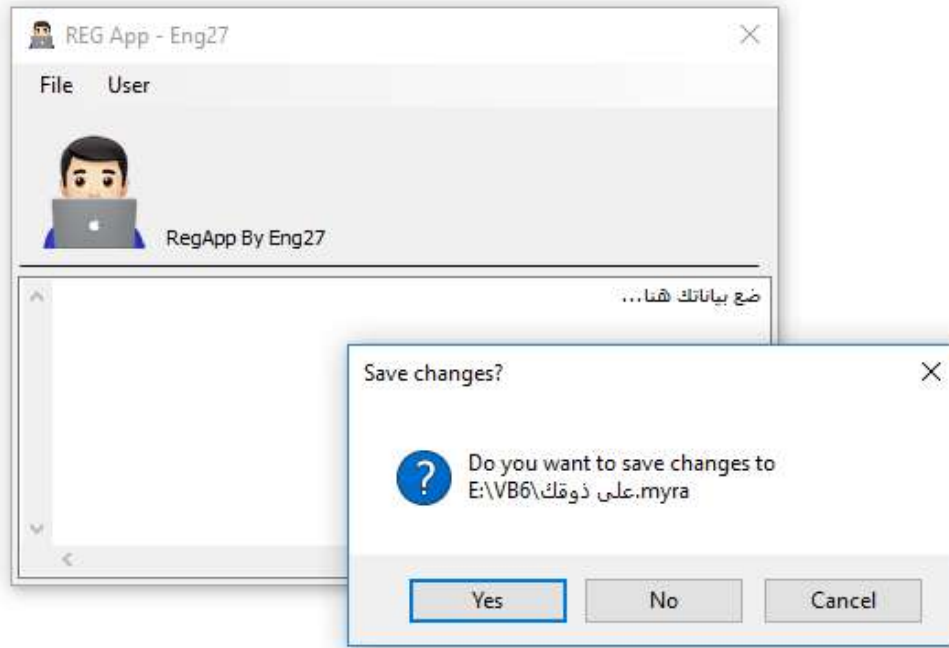 REG App - Eng27
File User
RegApp By Eng27
ضع بياناتك هنا...
Save changes?
Do you want to save changes to
E:\VB6\على ذوقك.myra
Yes No Cancel